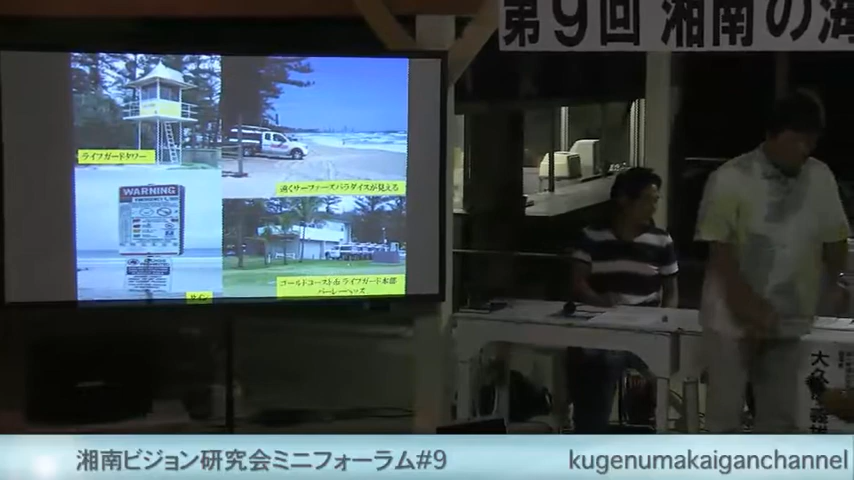 第9回 湘南の海
ライフガードタワー
遠くサーファーズパラダイスが見える
WARNING
サイン
ゴールドコースト市 ライフガード本部
バーレーヘッズ
湘南ビジョン研究会ミニフォーラム#9
kugenumakaiganchannel